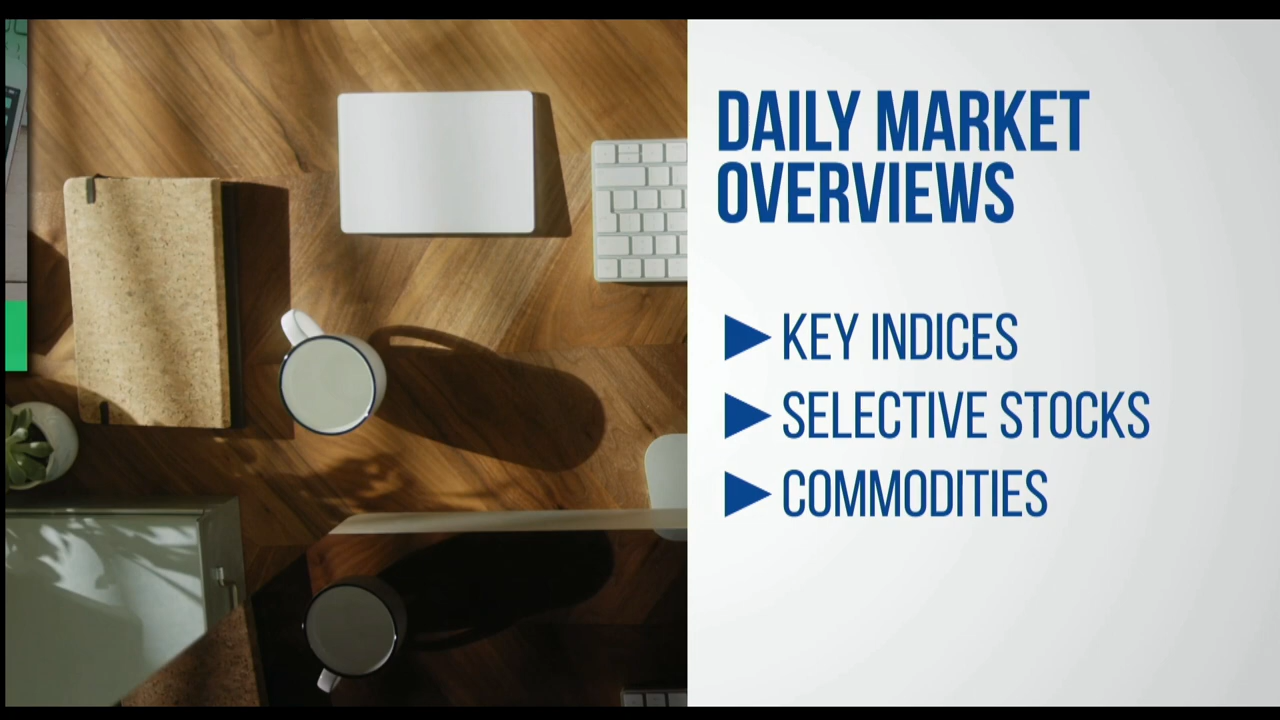 DAILY MARKET
OVERVIEWS
KEY INDICES
SELECTIVE STOCKS
COMMODITIES